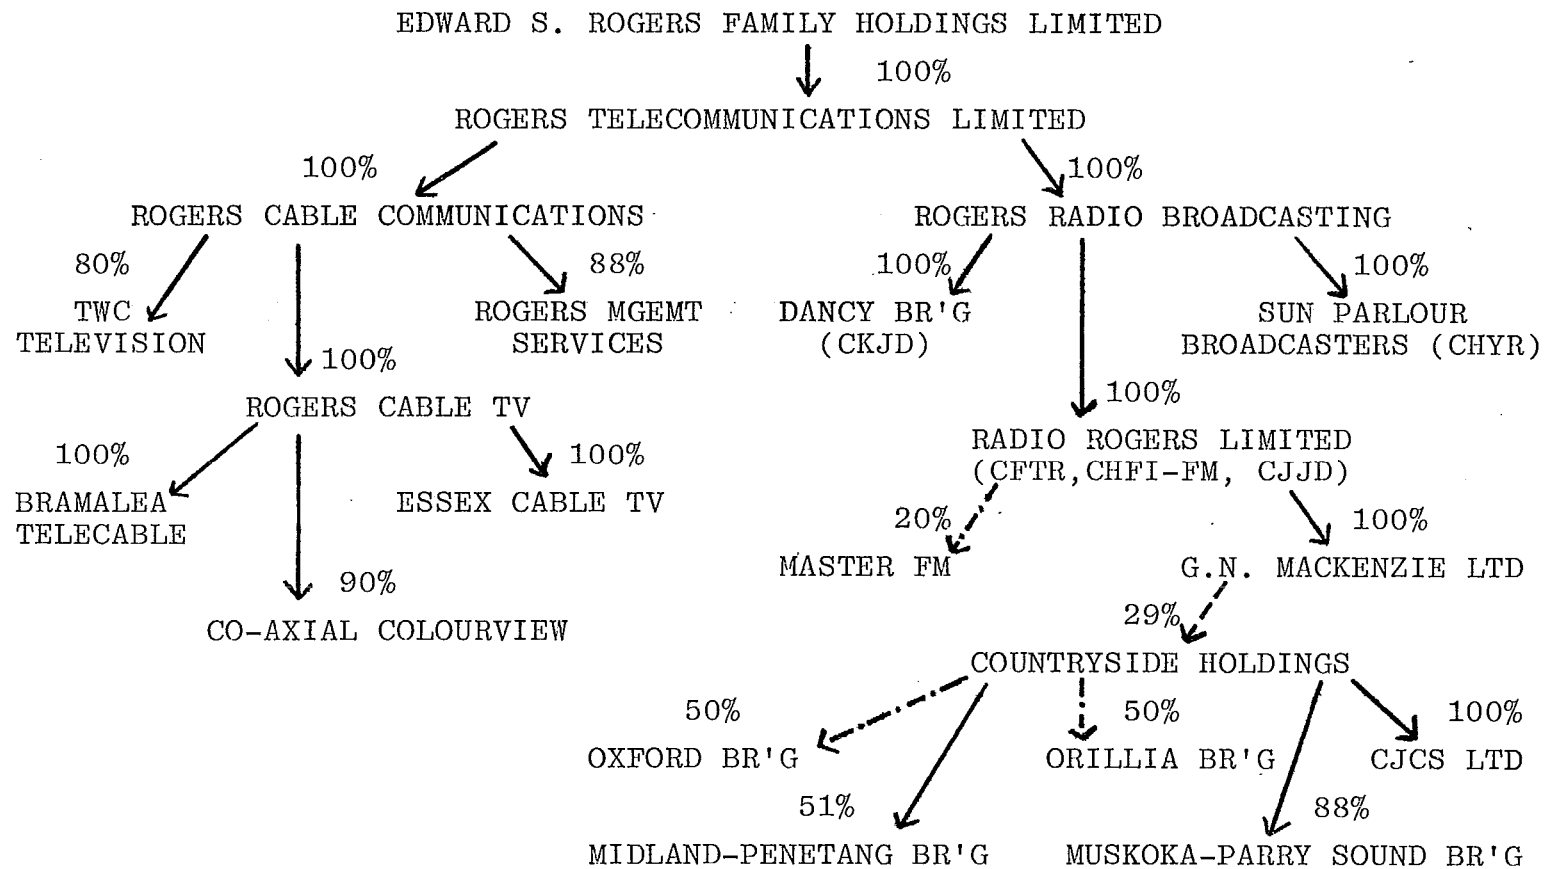 EDWARD S. ROGERS FAMILY HOLDINGS LIMITED
100%
ROGERS TELECOMMUNICATIONS LIMITED
100%
100%
ROGERS CABLE COMMUNICATIONS
ROGERS RADIO BROADCASTING
80%
88%
100%
100%
TWC
TELEVISION
ROGERS MGEMT
SERVICES
DANCY BR'G
(CKJD)
SUN PARLOUR
BROADCASTERS (CHYR)
100%
ROGERS CABLE TV
100%
RADIO ROGERS LIMITED
(CFTR, CHFI-FM, CJJD)
100%
100%
BRAMALEA
TELECABLE
ESSEX CABLE TV
20%
100%
MASTER FM
G.N. MACKENZIE LTD
90%
CO-AXIAL COLOURVIEW
29%
COUNTRYSIDE HOLDINGS
50%
50%
100%
OXFORD BR'G
ORILLIA BR'G
CJCS LTD
51%
88%
MIDLAND-PENETANG BR'G
MUSKOKA-PARRY SOUND BR'G